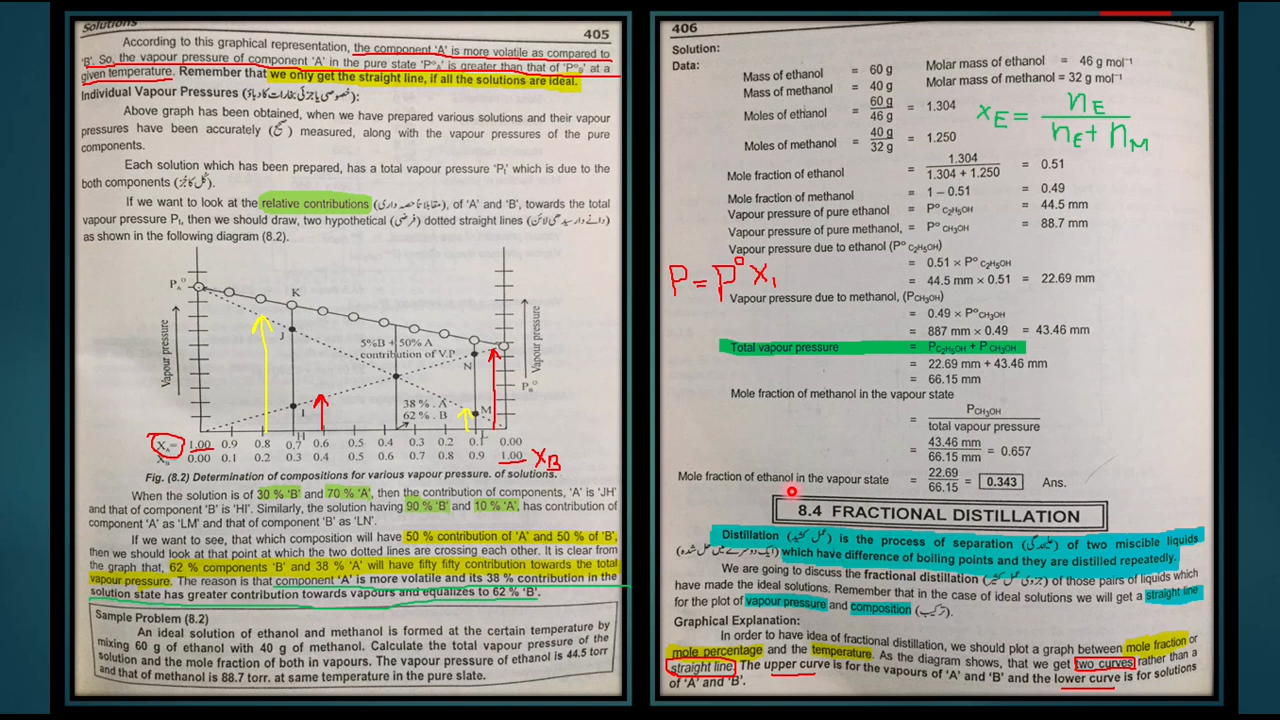 Solutions
405
According to this graphical representation, the component 'A' is more volatile as compared to
'B'. So, the vapour pressure of component 'A' in the pure state 'P°A' is greater than that of 'P°B' at a
given temperature. Remember that we only get the straight line, if all the solutions are ideal.
Individual Vapour Pressures
Above graph has been obtained, when we have prepared various solutions and their vapour
pressures have been accurately (صحیح) measured, along with the vapour pressures of the pure
components.
Each solution which has been prepared, has a total vapour pressure 'Pt' which is due to the
both components
If we want to look at the relative contributions, of 'A' and 'B', towards the total
vapour pressure Pt, then we should draw, two hypothetical (فرضی) dotted straight lines
as shown in the following diagram (8.2).
PA°
K
J
I
H
5%B + 50% A
contribution of V.P
38 % . A
62 % . B
N
M
L
PB°
Vapour pressure
Vapour pressure
XA= 1.00 0.9 0.8 0.7 0.6 0.5 0.4 0.3 0.2 0.1 0.00
XB 0.00 0.1 0.2 0.3 0.4 0.5 0.6 0.7 0.8 0.9 1.00 XB
Fig. (8.2) Determination of compositions for various vapour pressure. of solutions.
When the solution is of 30 % 'B' and 70 % 'A', then the contribution of components, 'A' is 'JH'
and that of component 'B' is 'HI'. Similarly, the solution having 90 % 'B' and 10 % 'A', has contribution of
component 'A' as 'LM' and that of component 'B' as 'LN'.
If we want to see, that which composition will have 50 % contribution of 'A' and 50 % of 'B',
then we should look at that point at which the two dotted lines are crossing each other. It is clear from
the graph that, 62 % components 'B' and 38 % 'A' will have fifty fifty contribution towards the total
vapour pressure. The reason is that component 'A' is more volatile and its 38 % contribution in the
solution state has greater contribution towards vapours and equalizes to 62 % 'B'.
Sample Problem (8.2)
An ideal solution of ethanol and methanol is formed at the certain temperature by
mixing 60 g of ethanol with 40 g of methanol. Calculate the total vapour pressure of the
solution and the mole fraction of both in vapours. The vapour pressure of ethanol is 44.5 torr
and that of methanol is 88.7 torr. at same temperature in the pure state.
406
Solution:
Data:
Mass of ethanol = 60 g Molar mass of ethanol = 46 g mol⁻¹
Mass of methanol = 40 g Molar mass of methanol = 32 g mol⁻¹
Moles of ethanol = 60 g / 46 g = 1.304
Moles of methanol = 40 g / 32 g = 1.250
xE = nE / nE + nM
Mole fraction of ethanol = 1.304 / 1.304 + 1.250 = 0.51
Mole fraction of methanol = 1 – 0.51 = 0.49
Vapour pressure of pure ethanol = P° C2H5OH = 44.5 mm
Vapour pressure of pure methanol, = P° CH3OH = 88.7 mm
Vapour pressure due to ethanol (P° C2H5OH)
= 0.51 × P° C2H5OH
= 44.5 mm × 0.51 = 22.69 mm
P = P° X1
Vapour pressure due to methanol, (PCH3OH)
= 0.49 × P°CH3OH
= 887 mm × 0.49 = 43.46 mm
Total vapour pressure = PC2H5OH + PCH3OH
= 22.69 mm + 43.46 mm
= 66.15 mm
Mole fraction of methanol in the vapour state
= PCH3OH / total vapour pressure
= 43.46 mm / 66.15 mm = 0.657
Mole fraction of ethanol in the vapour state = 22.69 / 66.15 = 0.343 Ans.
8.4 FRACTIONAL DISTILLATION
Distillation (عمل کشید) is the process of separation (علیحدگی) of two miscible liquids
which have difference of boiling points and they are distilled repeatedly.
We are going to discuss the fractional distillation (جزوی عمل کشید) of those pairs of liquids which
have made the ideal solutions. Remember that in the case of ideal solutions we will get a straight line
for the plot of vapour pressure and composition (ترکیب).
Graphical Explanation:
In order to have idea of fractional distillation, we should plot a graph between mole fraction or
mole percentage and the temperature. As the diagram shows, that we get two curves rather than a
straight line. The upper curve is for the vapours of 'A' and 'B' and the lower curve is for solutions
of 'A' and 'B'.